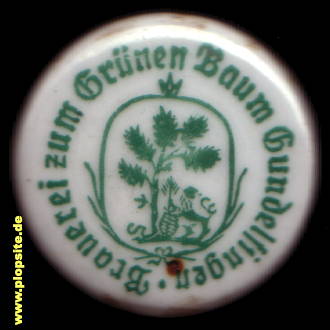 Brauerei zum Grünen Baum Gundelfingen.
www.plopsite.de